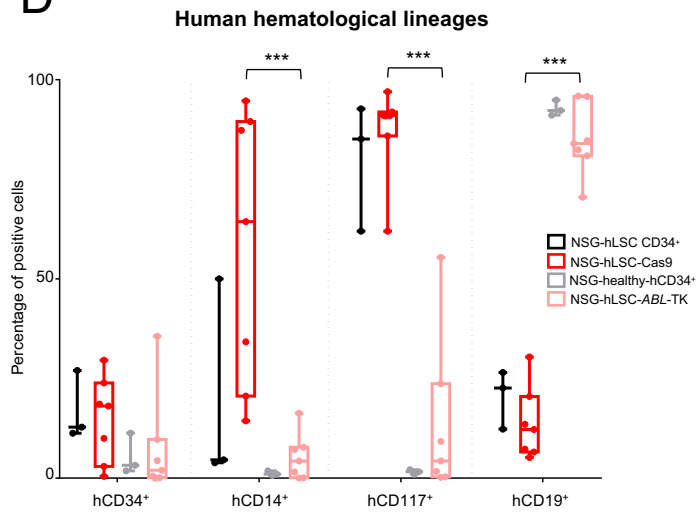 D
Human hematological lineages
*** *** ***
100
50
0
Percentage of positive cells
NSG-hLSC CD34+
NSG-hLSC-Cas9
NSG-healthy-hCD34+
NSG-hLSC-ABL-TK
hCD34+ hCD14+ hCD117+ hCD19+